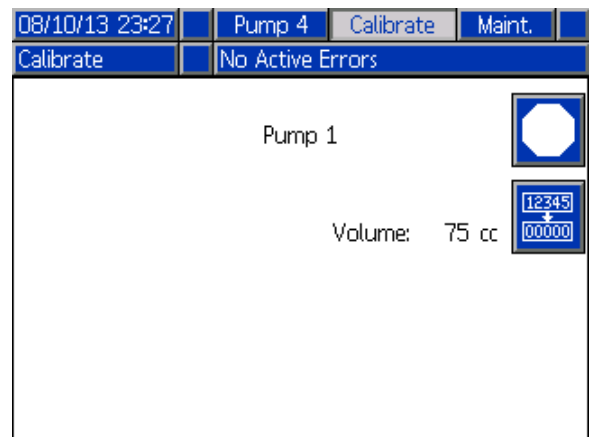 08/10/13 23:27 Pump 4 Calibrate Maint.
Calibrate No Active Errors
Pump 1
12345
Volume: 75 cc 00000